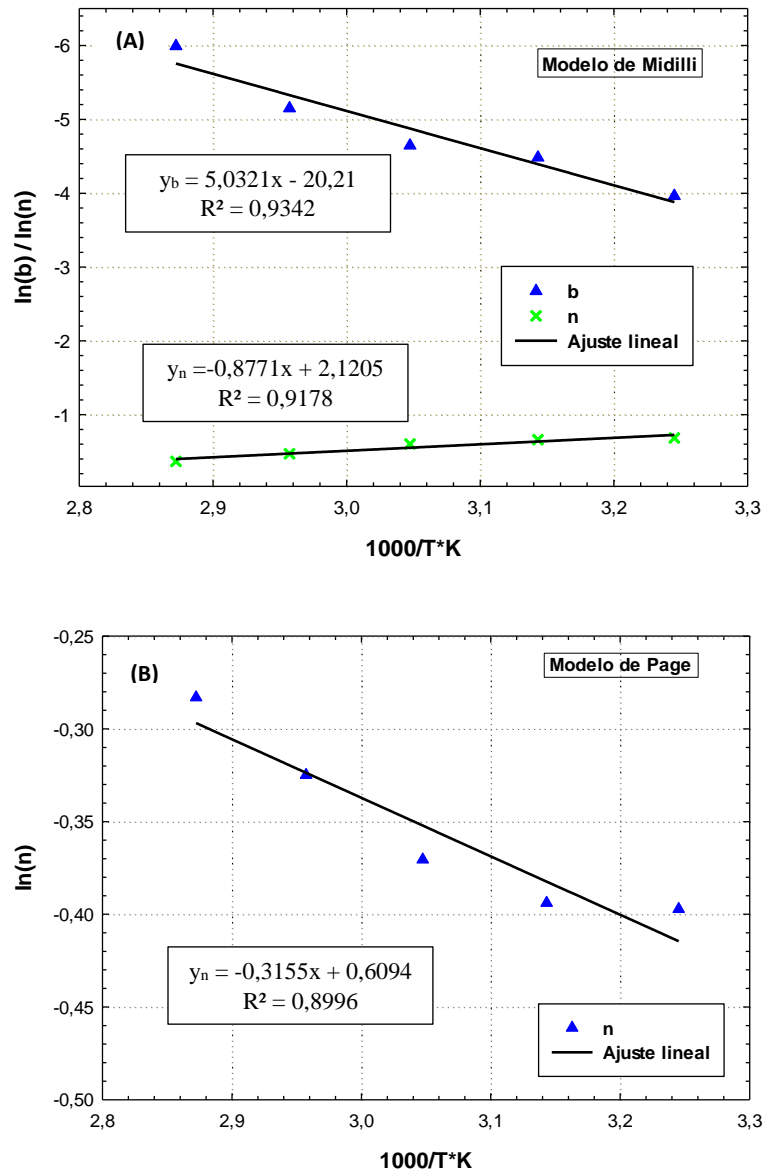 (A)
Modelo de Midilli
-6
-5
-4
-3
-2
-1
ln(b) / ln(n)
yb = 5,0321x - 20,21
R² = 0,9342
b
n
Ajuste lineal
yn =-0,8771x + 2,1205
R² = 0,9178
2,8 2,9 3,0 3,1 3,2 3,3
1000/T*K
(B)
Modelo de Page
-0,25
-0,30
-0,35
-0,40
-0,45
-0,50
ln(n)
yn = -0,3155x + 0,6094
R² = 0,8996
n
Ajuste lineal
2,8 2,9 3,0 3,1 3,2 3,3
1000/T*K